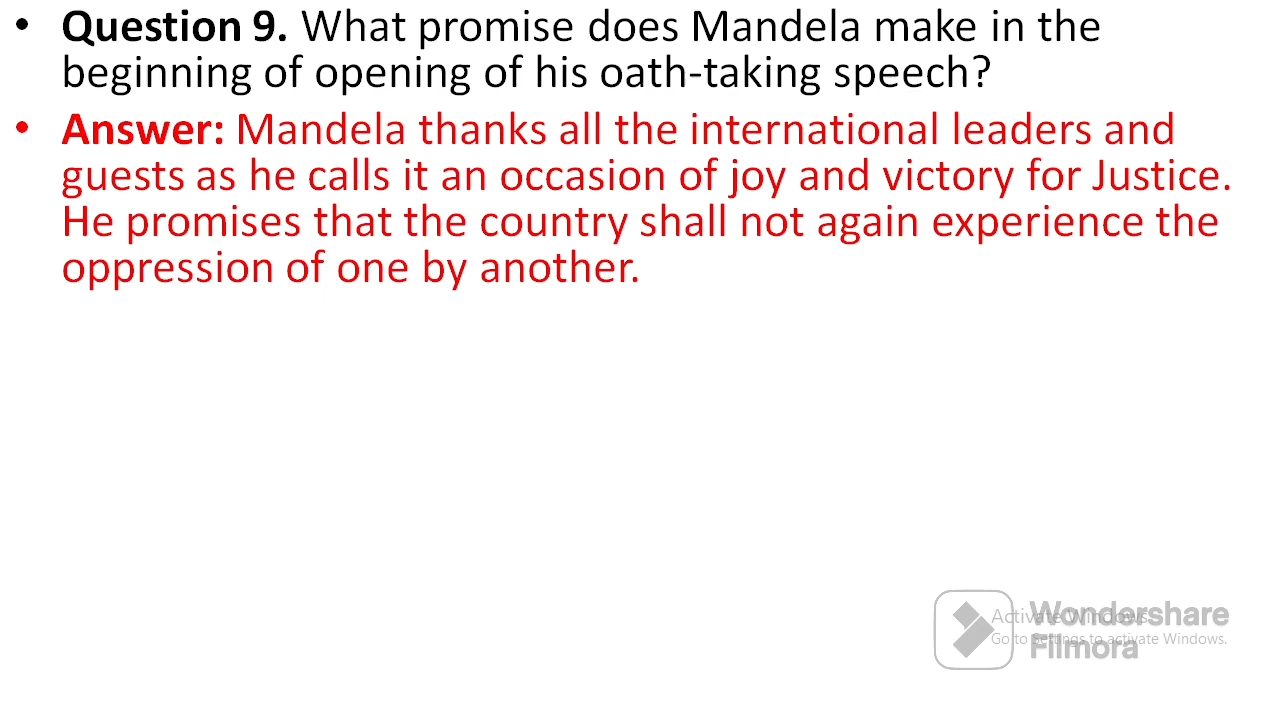 • Question 9. What promise does Mandela make in the
beginning of opening of his oath-taking speech?
• Answer: Mandela thanks all the international leaders and
guests as he calls it an occasion of joy and victory for Justice.
He promises that the country shall not again experience the
oppression of one by another.
Activate Windows
Go to Settings to activate Windows.
Wondershare
Filmora